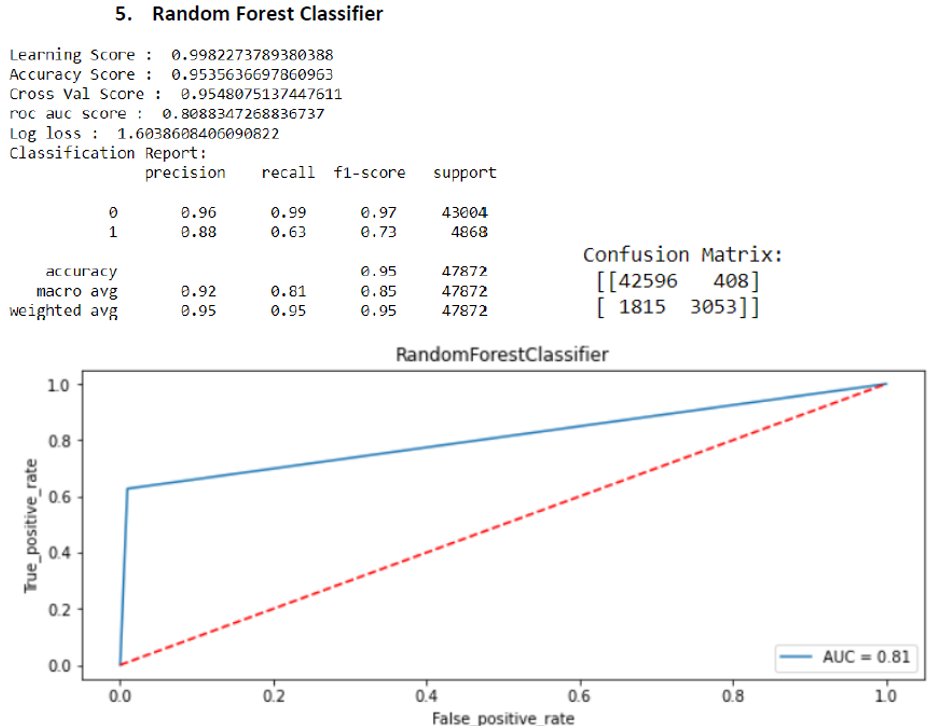 5. Random Forest Classifier
Learning Score : 0.9982273789380388
Accuracy Score : 0.9535636697860963
Cross Val Score : 0.9548075137447611
roc auc score : 0.8088347268836737
Log loss : 1.6038608406090822
Classification Report:
precision recall f1-score support
0 0.96 0.99 0.97 43004
1 0.88 0.63 0.73 4868
accuracy 0.95 47872
macro avg 0.92 0.81 0.85 47872
weighted avg 0.95 0.95 0.95 47872
Confusion Matrix:
[[42596 408]
[ 1815 3053]]
RandomForestClassifier
True_positive_rate
1.0
0.8
0.6
0.4
0.2
0.0
AUC = 0.81
0.0 0.2 0.4 0.6 0.8 1.0
False_positive_rate